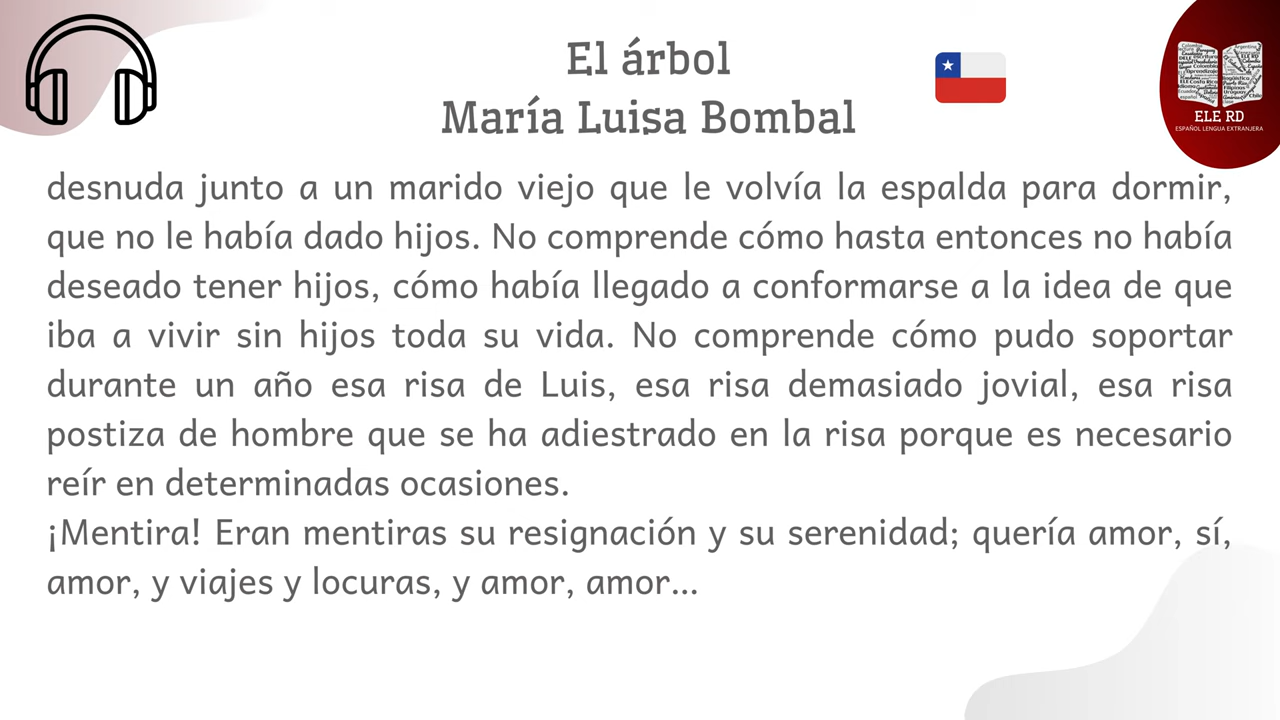 El árbol
María Luisa Bombal
ELE RD
ESPAÑOL LENGUA EXTRANJERA
desnuda junto a un marido viejo que le volvía la espalda para dormir,
que no le había dado hijos. No comprende cómo hasta entonces no había
deseado tener hijos, cómo había llegado a conformarse a la idea de que
iba a vivir sin hijos toda su vida. No comprende cómo pudo soportar
durante un año esa risa de Luis, esa risa demasiado jovial, esa risa
postiza de hombre que se ha adiestrado en la risa porque es necesario
reír en determinadas ocasiones.
¡Mentira! Eran mentiras su resignación y su serenidad; quería amor, sí,
amor, y viajes y locuras, y amor, amor...